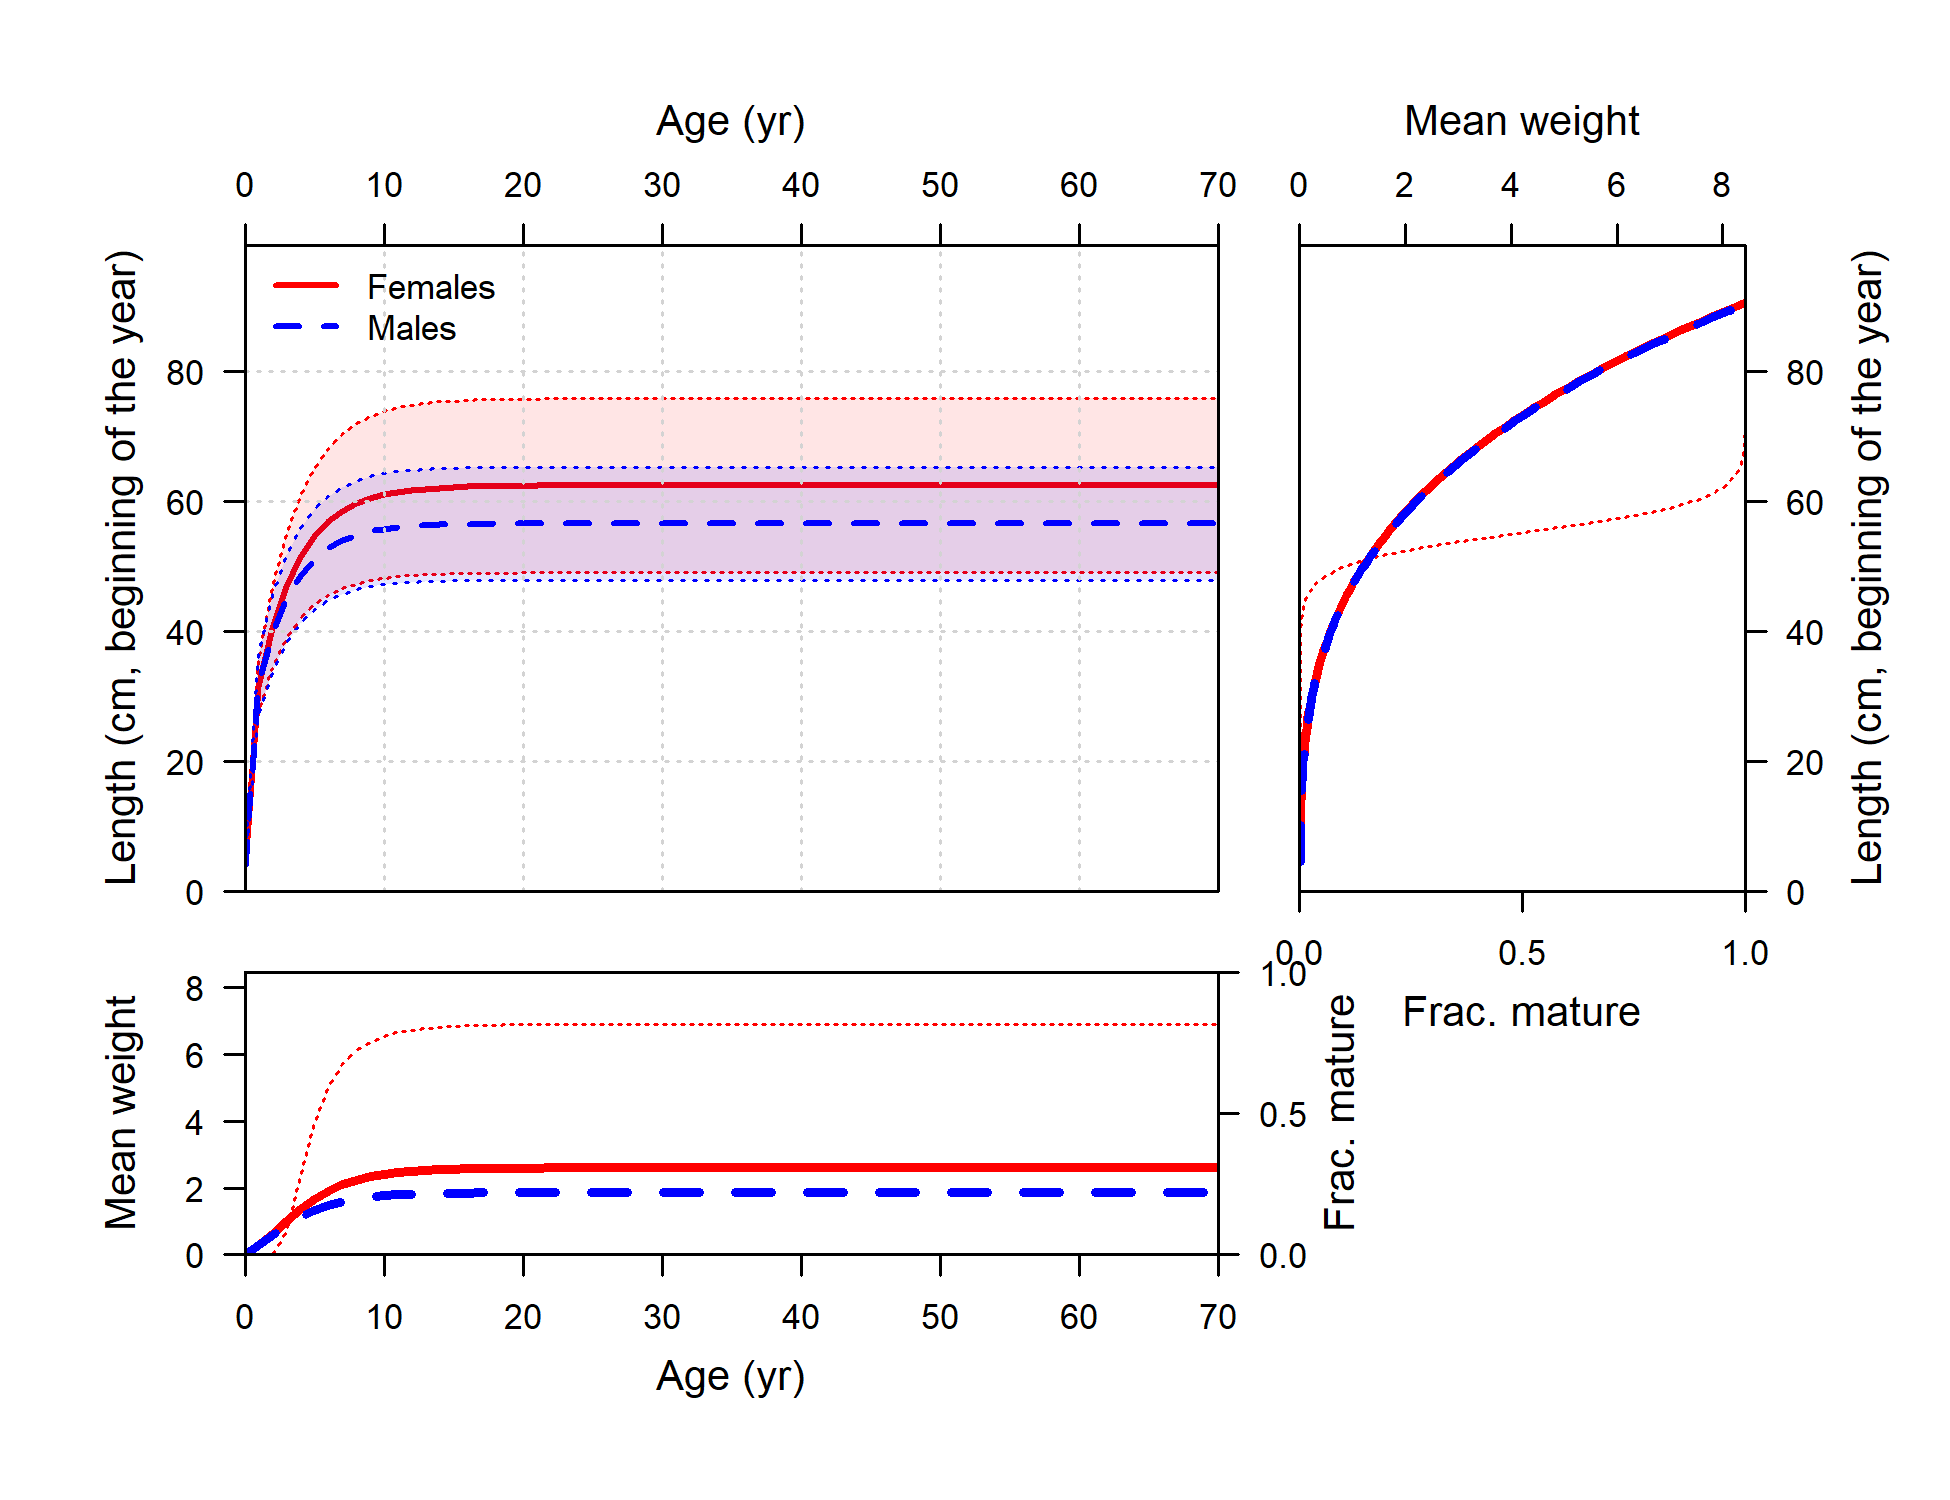 Age (yr)
0 10 20 30 40 50 60 70
Mean weight
0 2 4 6 8
Length (cm, beginning of the year)
80
60
40
20
0
Females
Males
Length (cm, beginning of the year)
80
60
40
20
0
0.0 0.5 1.0
Frac. mature
Mean weight
8
6
4
2
0
1.0
0.5
0.0
Frac. mature
0 10 20 30 40 50 60 70
Age (yr)